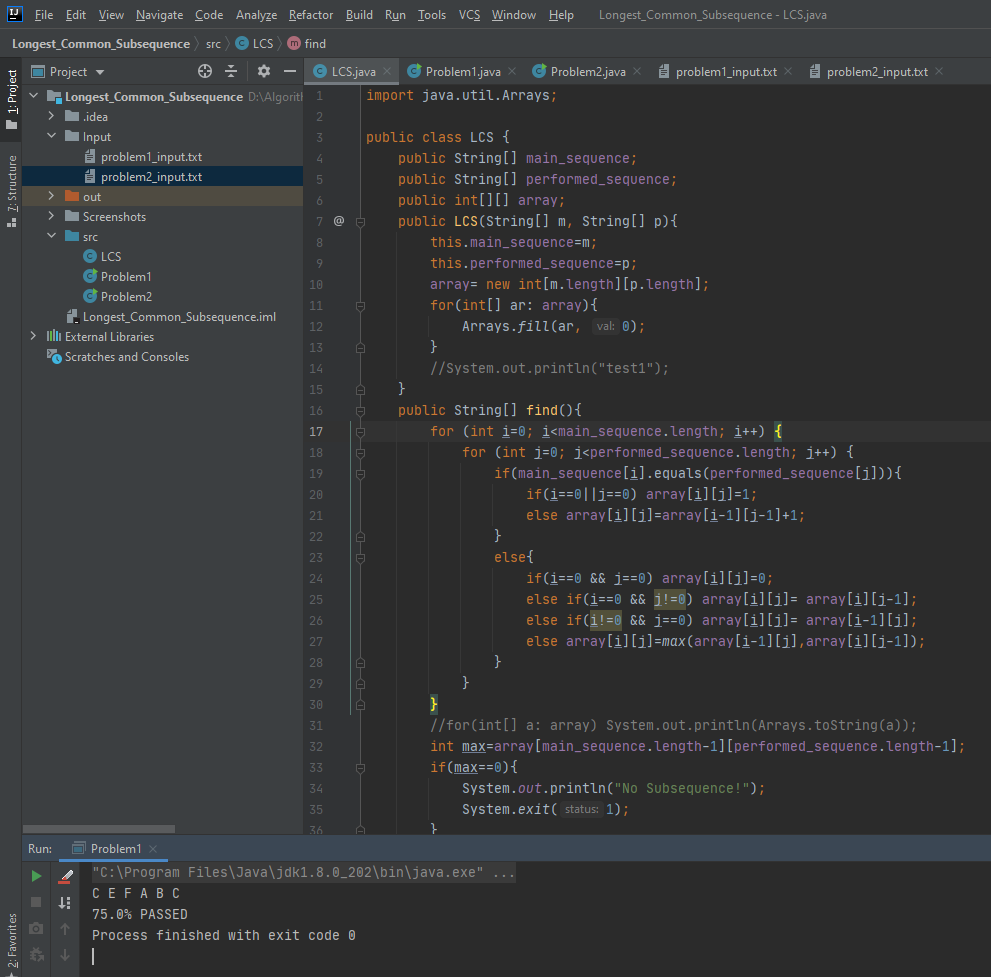 File Edit View Navigate Code Analyze Refactor Build Run Tools VCS Window Help Longest_Common_Subsequence - LCS.java
Longest_Common_Subsequence src C LCS m find
1: Project
7: Structure
2: Favorites
Project
Longest_Common_Subsequence D:\Algorith
.idea
Input
problem1_input.txt
problem2_input.txt
out
Screenshots
src
LCS
Problem1
Problem2
Longest_Common_Subsequence.iml
External Libraries
Scratches and Consoles
LCS.java Problem1.java Problem2.java problem1_input.txt problem2_input.txt
1 import java.util.Arrays;
2
3 public class LCS {
4 public String[] main_sequence;
5 public String[] performed_sequence;
6 public int[][] array;
7 @ public LCS(String[] m, String[] p){
8 this.main_sequence=m;
9 this.performed_sequence=p;
10 array= new int[m.length][p.length];
11 for(int[] ar: array){
12 Arrays.fill(ar, val: 0);
13 }
14 //System.out.println("test1");
15 }
16 public String[] find(){
17 for (int i=0; i<main_sequence.length; i++) {
18 for (int j=0; j<performed_sequence.length; j++) {
19 if(main_sequence[i].equals(performed_sequence[j])){
20 if(i==0||j==0) array[i][j]=1;
21 else array[i][j]=array[i-1][j-1]+1;
22 }
23 else{
24 if(i==0 && j==0) array[i][j]=0;
25 else if(i==0 && j!=0) array[i][j]= array[i][j-1];
26 else if(i!=0 && j==0) array[i][j]= array[i-1][j];
27 else array[i][j]=max(array[i-1][j],array[i][j-1]);
28 }
29 }
30 }
31 //for(int[] a: array) System.out.println(Arrays.toString(a));
32 int max=array[main_sequence.length-1][performed_sequence.length-1];
33 if(max==0){
34 System.out.println("No Subsequence!");
35 System.exit( status: 1);
36 }
Run: Problem1
"C:\Program Files\Java\jdk1.8.0_202\bin\java.exe" ...
C E F A B C
75.0% PASSED
Process finished with exit code 0